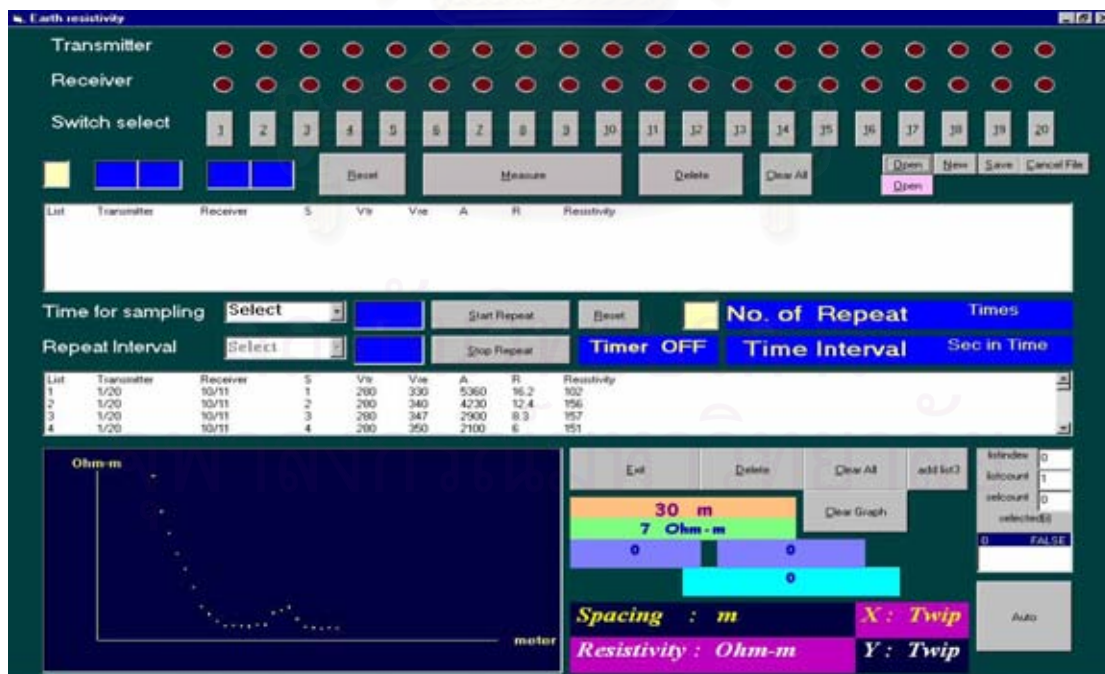 Earth resistivity
Transmitter
Receiver
Switch select 1 2 3 4 5 6 7 8 9 10 11 12 13 14 15 16 17 18 19 20
Reset Measure Delete Clear All Open New Save Cancel File
Open
List Transmitter Receiver S Vtr Vre A R Resistivity
Time for sampling Select Start Repeat Reset No. of Repeat Times
Repeat Interval Select Stop Repeat Timer OFF Time Interval Sec in Time
List Transmitter Receiver S Vtr Vre A R Resistivity
1 1/20 10/11 1 280 330 5360 16.2 102
2 1/20 10/11 2 280 340 4230 12.4 156
3 1/20 10/11 3 280 347 2900 8.3 157
4 1/20 10/11 4 280 350 2100 6 151
Ohm-m
meter
Exit Delete Clear All add list3
30 m
Clear Graph
7 Ohm-m
0 0
0
Spacing : m X : Twip
Resistivity : Ohm-m Y : Twip
listindex 0
listcount 1
selcount 0
selected(i)
0 FALSE
Auto